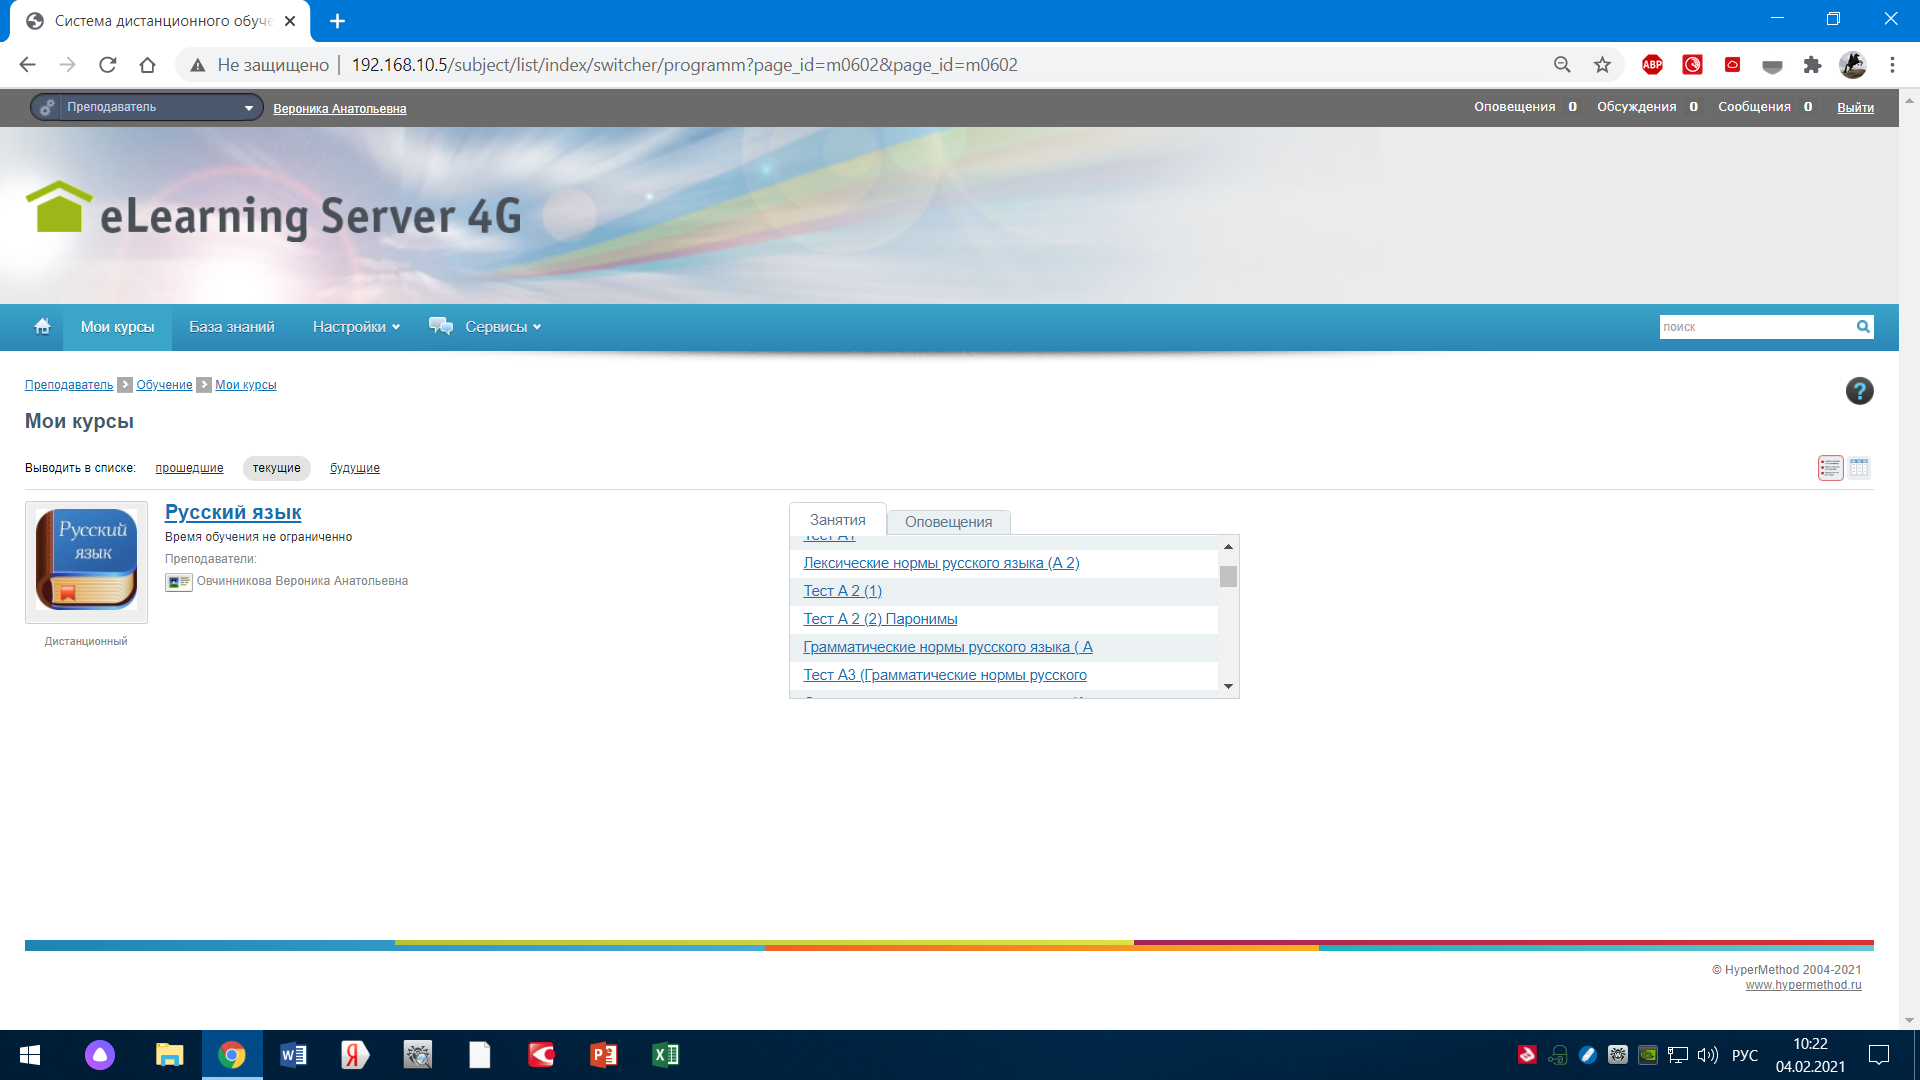 Система дистанционного обуче
Не защищено
192.168.10.5/subject/list/index/switcher/programm?page_id=m0602&page_id=m0602
ABP
Преподаватель
Вероника Анатольевна
Оповещения 0 Обсуждения 0 Сообщения 0 Выйти
eLearning Server 4G
Мои курсы База знаний Настройки Сервисы
поиск
Преподаватель Обучение Мои курсы
?
Мои курсы
Выводить в списке: прошедшие текущие будущие
Русский
язык
Дистанционный
Русский язык
Время обучения не ограниченно
Преподаватели:
Овчинникова Вероника Анатольевна
Занятия Оповещения
Тест А1
Лексические нормы русского языка (А 2)
Тест А 2 (1)
Тест А 2 (2) Паронимы
Грамматические нормы русского языка ( А
Тест А3 (Грамматические нормы русского
© HyperMethod 2004-2021
www.hypermethod.ru
РУС
10:22
04.02.2021